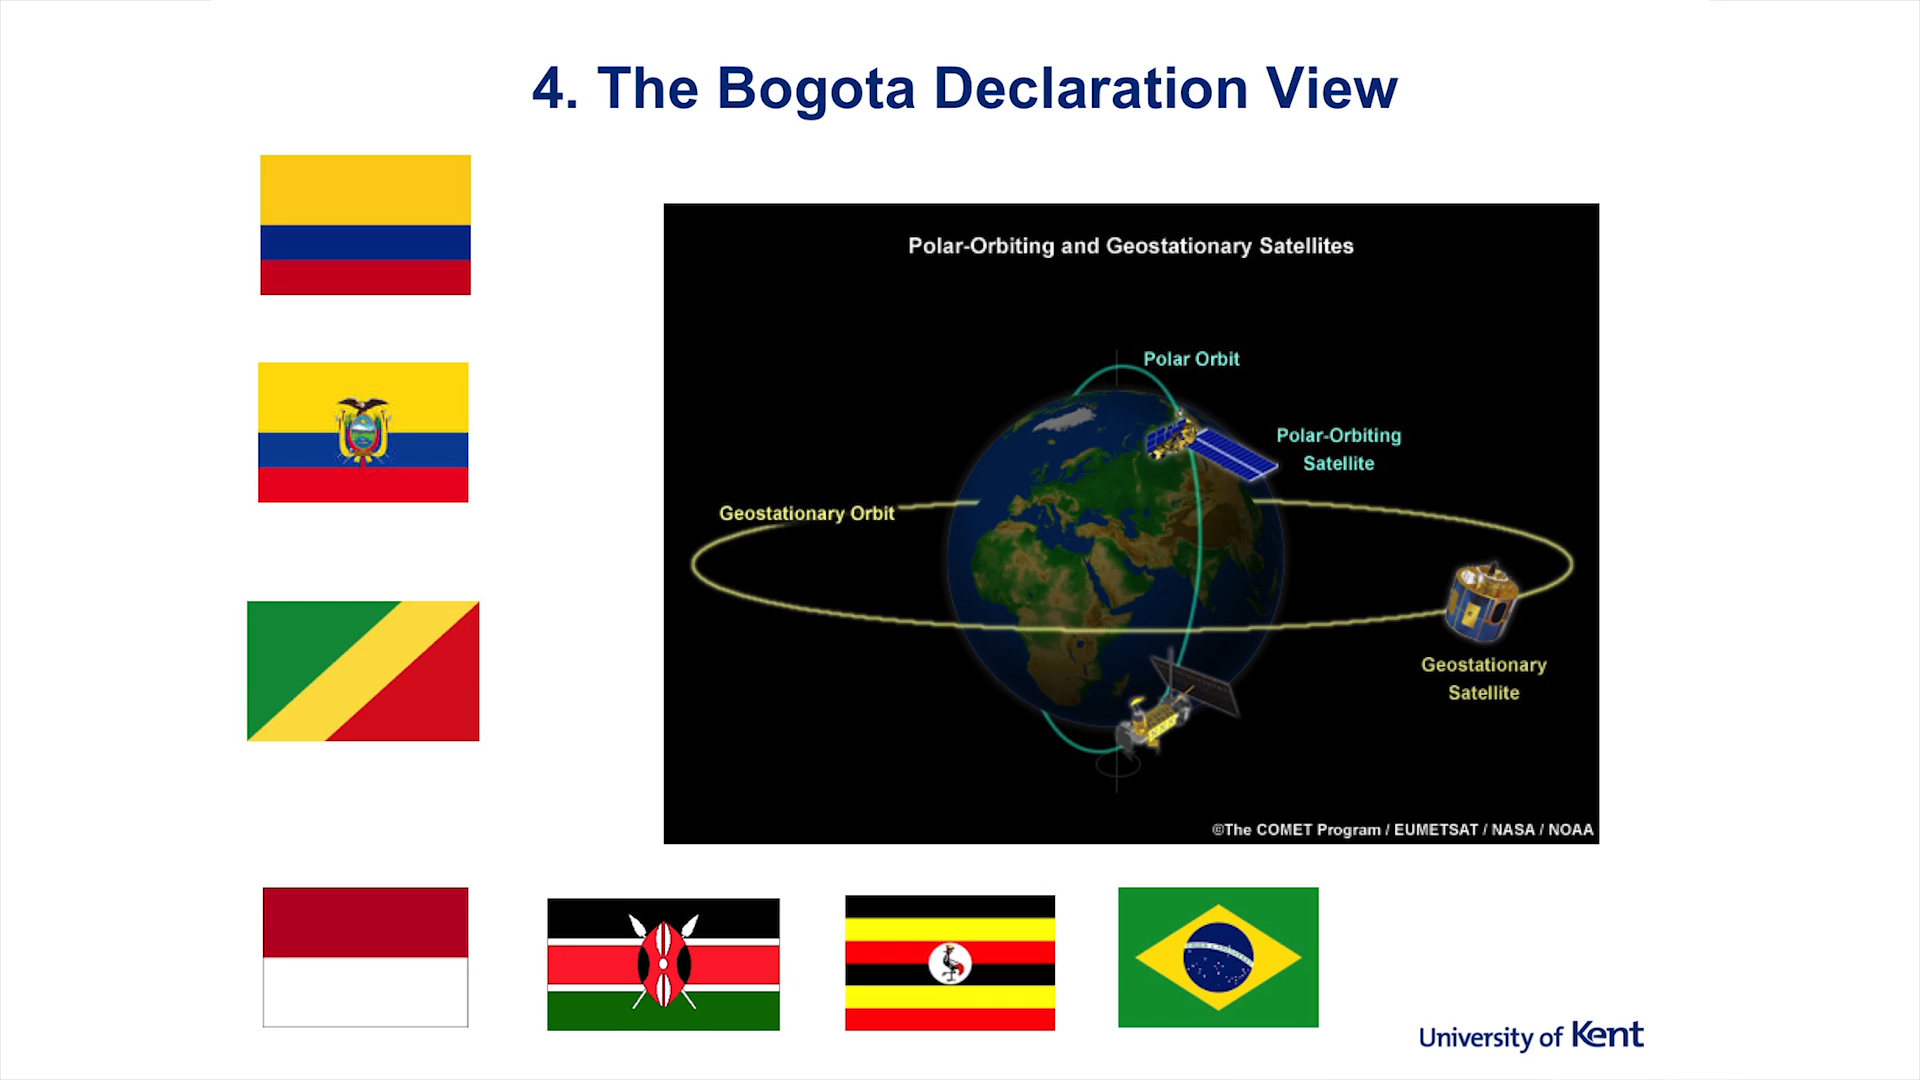 4. The Bogota Declaration View
Polar-Orbiting and Geostationary Satellites
Polar Orbit
Polar-Orbiting
Satellite
Geostationary Orbit
Geostationary
Satellite
©The COMET Program / EUMETSAT / NASA / NOAA
University of Kent